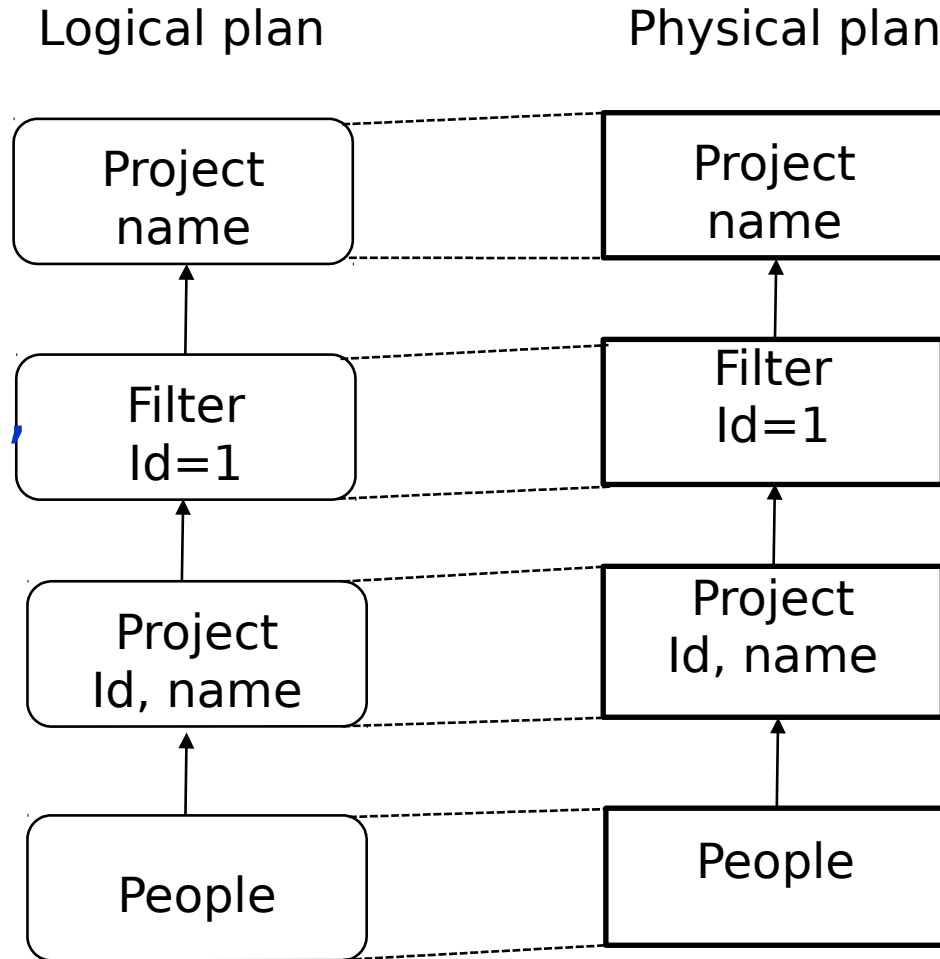 Logical plan
Physical plan
Project
name
Project
name
Filter
Id=1
Filter
Id=1
,
Project
Id, name
Project
Id, name
People
People